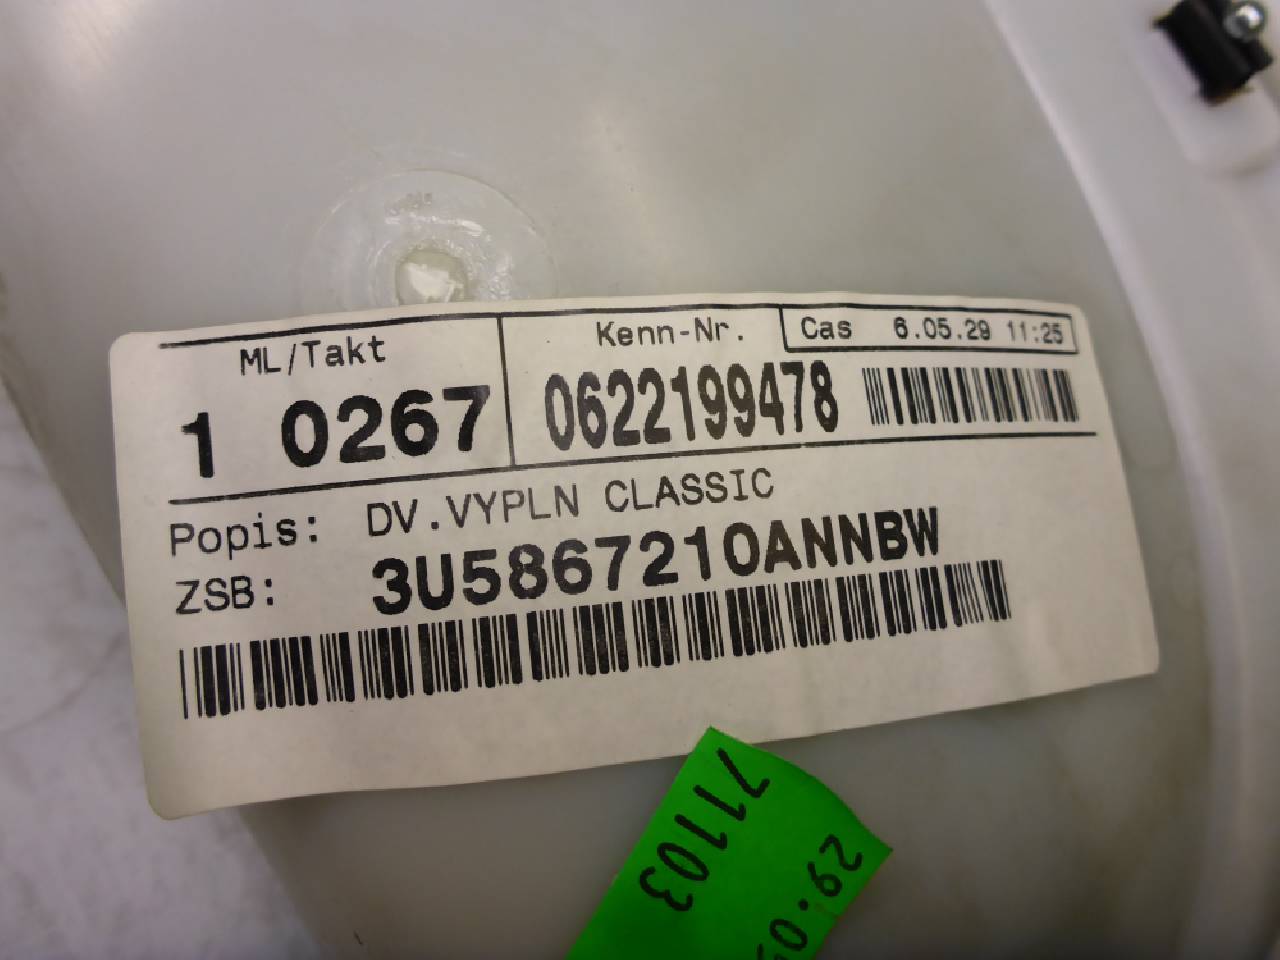 ML/Takt
Kenn-Nr.
Cas 6.05.29 11:25
1 0267
0622199478
Popis: DV.VYPLN CLASSIC
ZSB: 3U5867210ANNBW
71103